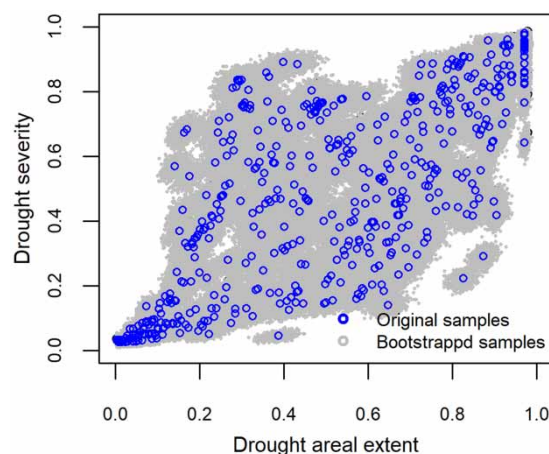 Drought severity
1.0
0.8
0.6
0.4
0.2
0.0
Original samples
Bootstrappd samples
0.0 0.2 0.4 0.6 0.8 1.0
Drought areal extent